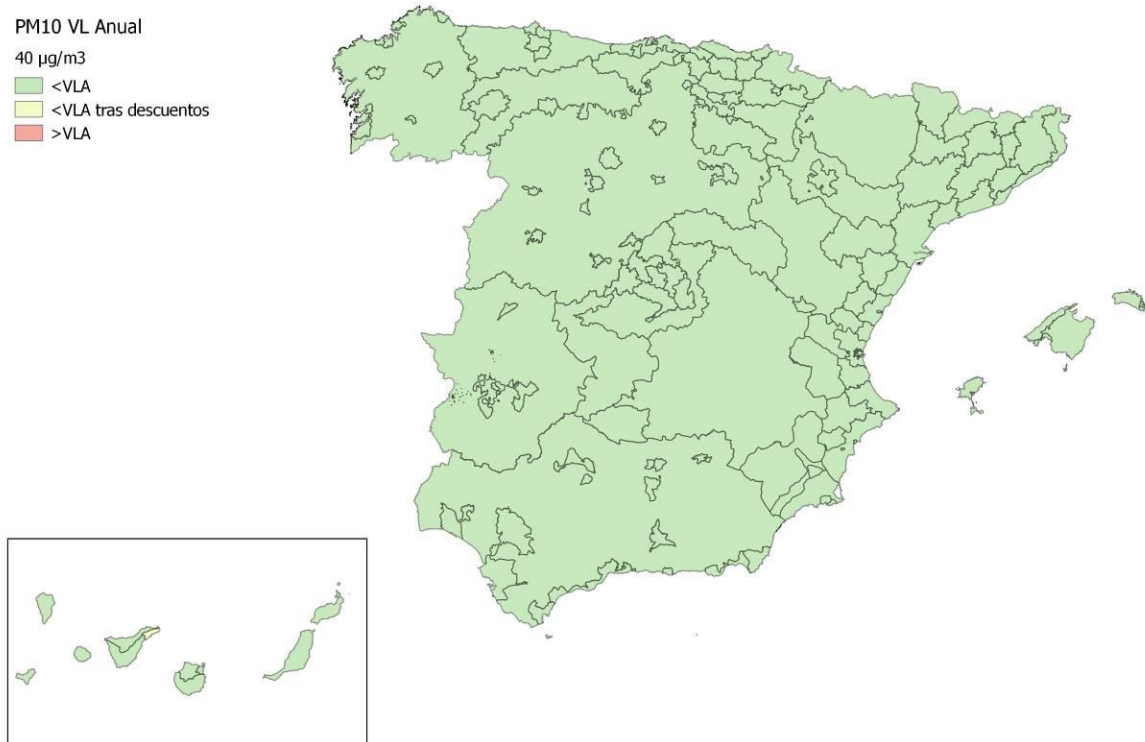 PM10 VL Anual
40 µg/m3
<VLA
<VLA tras descuentos
>VLA